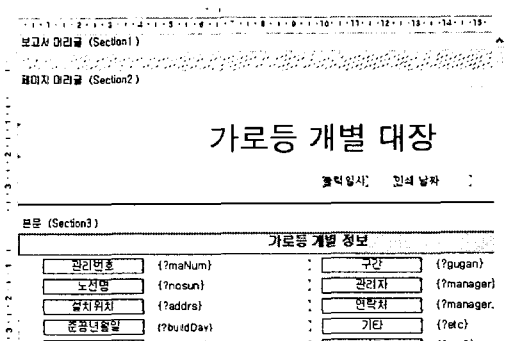 보고서 머리글 (Section1)
페이지 머리글 (Section2)
가로등 개별 대장
출력일사 인쇄 날짜
본문 (Section3)
가로등 개별 정보
관리번호 {?maNum} 구간 {?gugan}
노선명 {?nosun} 관리자 {?manager}
설치위치 {?addrs} 연락처 {?manager.
준공년월일 {?buildDay} 기타 {?etc}